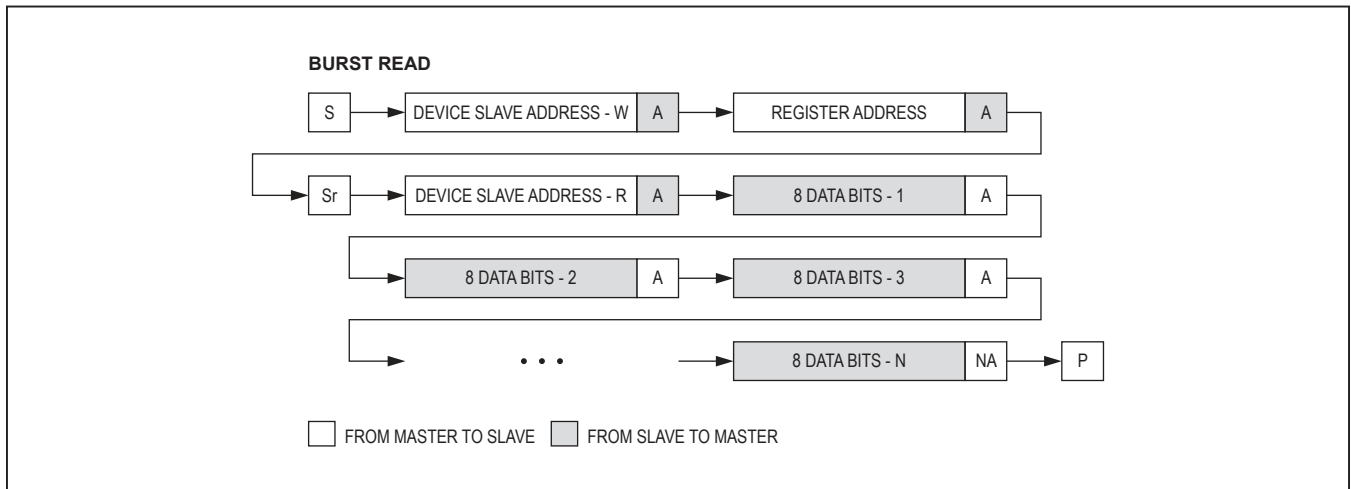 BURST READ
S DEVICE SLAVE ADDRESS - W A REGISTER ADDRESS A
Sr DEVICE SLAVE ADDRESS - R A 8 DATA BITS - 1 A
8 DATA BITS - 2 A 8 DATA BITS - 3 A
• • • 8 DATA BITS - N NA P
FROM MASTER TO SLAVE FROM SLAVE TO MASTER